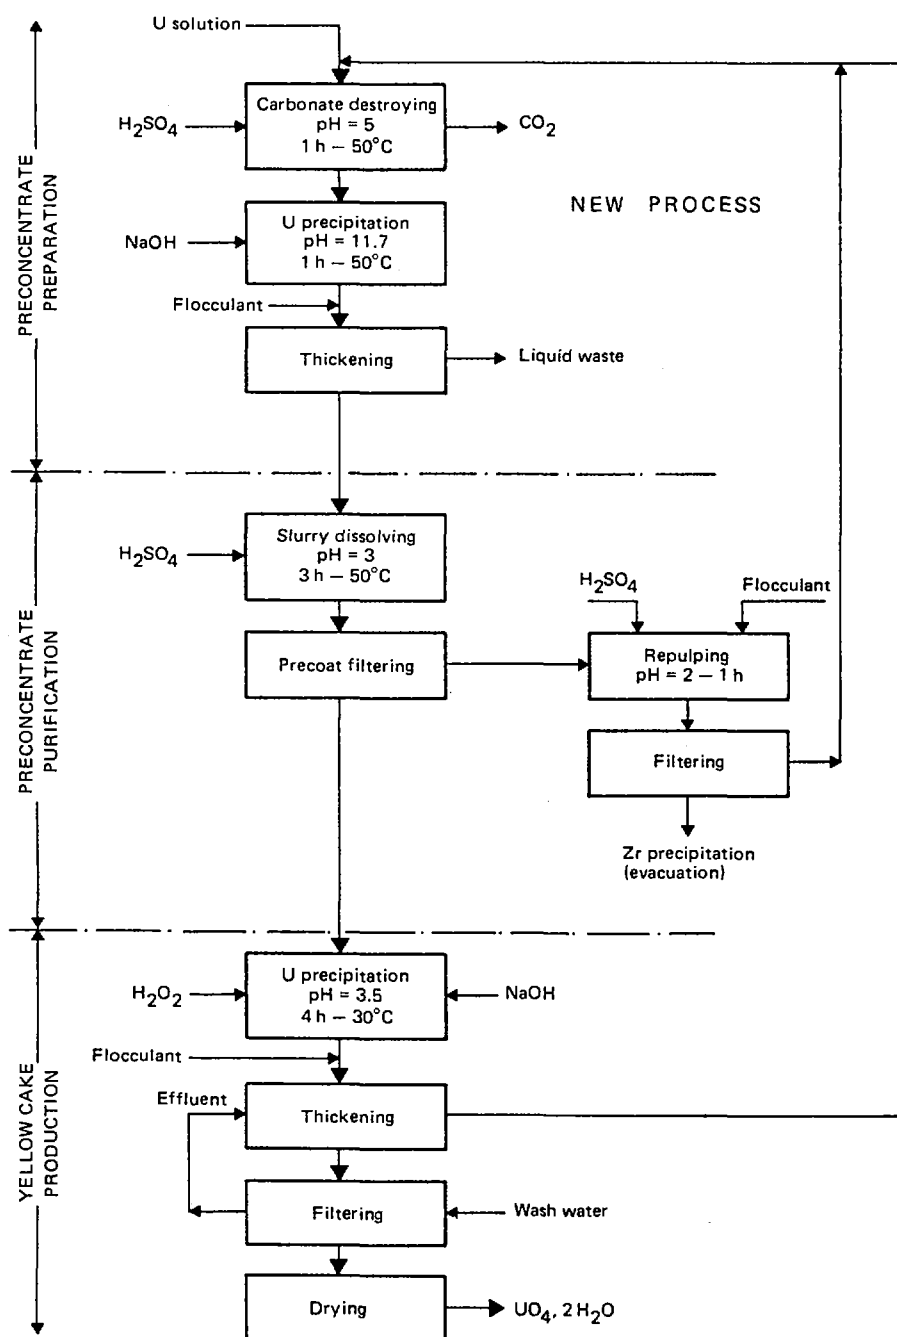 U solution
Carbonate destroying
pH = 5
1 h – 50°C
H₂SO₄
CO₂
NEW PROCESS
U precipitation
pH = 11.7
1 h – 50°C
NaOH
Flocculant
Thickening
Liquid waste
PRECONCENTRATE
PREPARATION
Slurry dissolving
pH = 3
3 h – 50°C
H₂SO₄
H₂SO₄
Flocculant
Precoat filtering
Repulping
pH = 2 – 1 h
Filtering
Zr precipitation
(evacuation)
PRECONCENTRATE
PURIFICATION
U precipitation
pH = 3.5
4 h – 30°C
H₂O₂
NaOH
Flocculant
Effluent
Thickening
Filtering
Wash water
Drying
UO₄, 2 H₂O
YELLOW CAKE
PRODUCTION